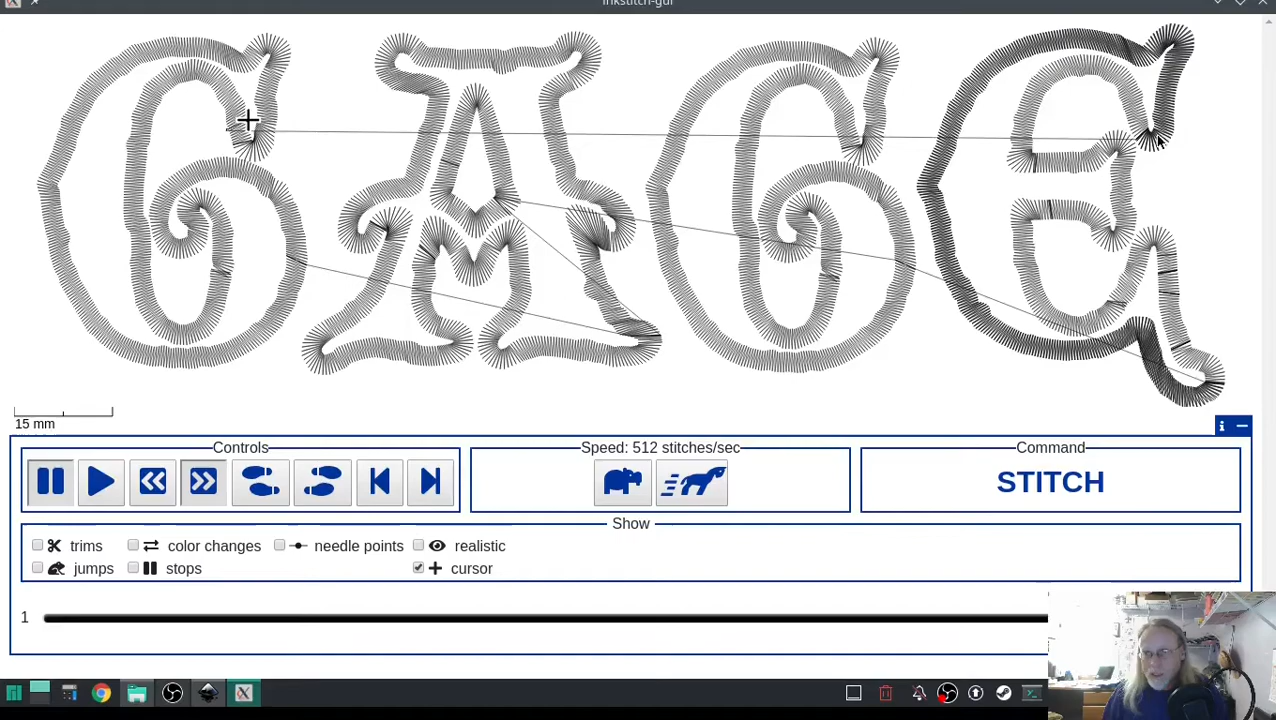 inkstitch-gui
GAGE
15 mm
Controls
Speed: 512 stitches/sec
Command
STITCH
Show
trims
color changes
needle points
realistic
jumps
stops
cursor
1